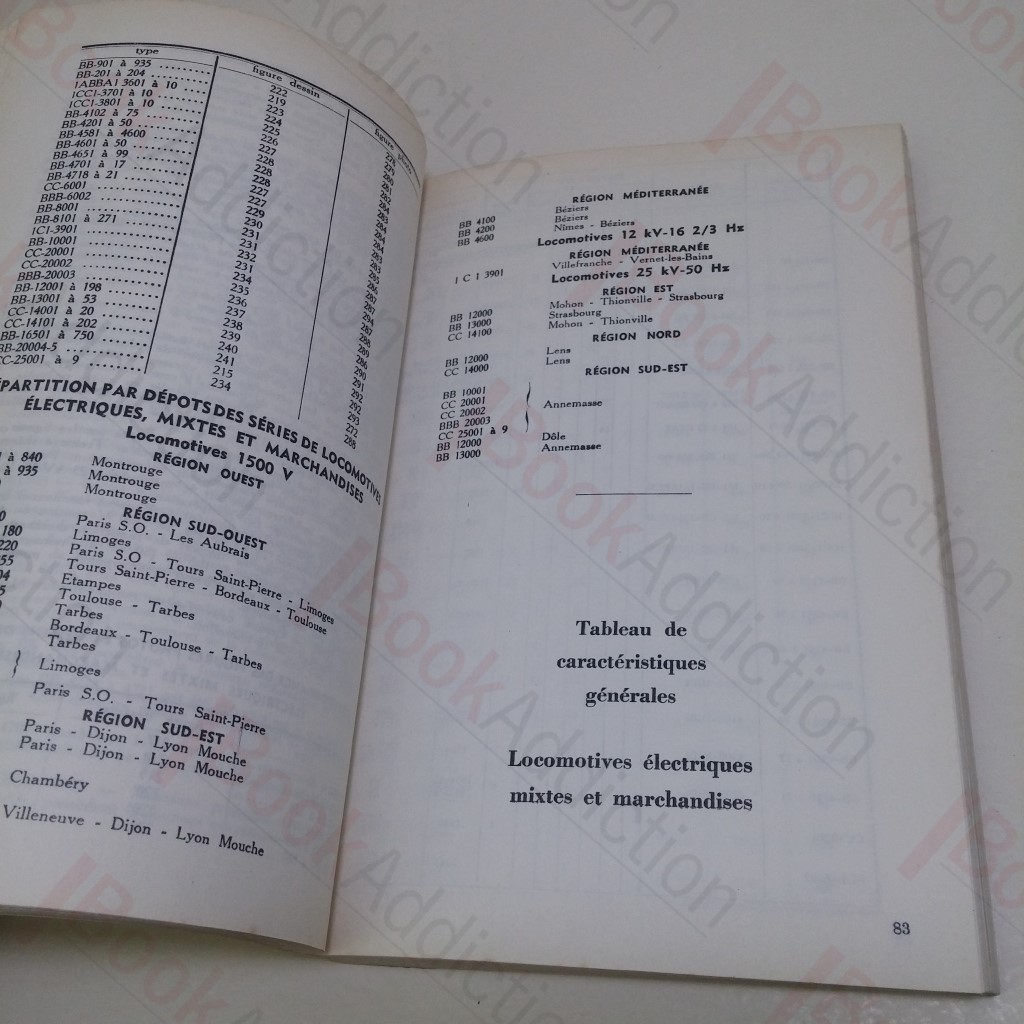 type
figure dessin
figure photos
BB-901 à 935 222
BB-201 à 204 219
1ABBA1 3601 à 10 223
1CC1-3701 à 10 224
1CC1-3801 à 10 225
BB-4102 à 75 226
BB-4201 à 50 227
BB-4581 à 4600 228
BB-4601 à 50 228
BB-4651 à 99 228
BB-4701 à 17 227
BB-4718 à 21 227
CC-6001 229
BBB-6002 230
BB-8001 231
BB-8101 à 271 231
1C1-3901 232
BB-10001 231
CC-20001 234
CC-20002 235
BBB-20003 236
BB-12001 à 198 237
BB-13001 à 53 238
CC-14001 à 20 239
CC-14101 à 202 240
BB-16501 à 750 241
BB-20004-5 215
CC-25001 à 9 234
PARTITION PAR DÉPOTS DES SÉRIES DE LOCOMOTIVES
ÉLECTRIQUES, MIXTES ET MARCHANDISES
Locomotives 1500 V
RÉGION OUEST
à 840 Montrouge
à 935 Montrouge
Montrouge
RÉGION SUD-OUEST
Paris S.O. - Les Aubrais
180 Limoges
220 Paris S.O - Tours Saint-Pierre - Limoges
Tours Saint-Pierre - Bordeaux - Toulouse
Etampes
Toulouse - Tarbes
Tarbes
Bordeaux - Toulouse - Tarbes
Tarbes
Limoges
Paris S.O. - Tours Saint-Pierre
RÉGION SUD-EST
Paris - Dijon - Lyon Mouche
Paris - Dijon - Lyon Mouche
Chambéry
Villeneuve - Dijon - Lyon Mouche
RÉGION MÉDITERRANÉE
BB 4100 Béziers
BB 4200 Béziers
BB 4600 Nîmes - Béziers
Locomotives 12 kV-16 2/3 Hz
RÉGION MÉDITERRANÉE
1 C 1 3901 Villefranche - Vernet-les-Bains
Locomotives 25 kV-50 Hz
RÉGION EST
BB 12000 Mohon - Thionville - Strasbourg
BB 13000 Strasbourg
CC 14100 Mohon - Thionville
RÉGION NORD
BB 12000 Lens
CC 14000 Lens
RÉGION SUD-EST
BB 10001
CC 20001
CC 20002 Annemasse
BBB 20003
CC 25001 à 9
BB 12000 Dôle
BB 13000 Annemasse
Tableau de
caractéristiques
générales
Locomotives électriques
mixtes et marchandises
83
BookAddiction